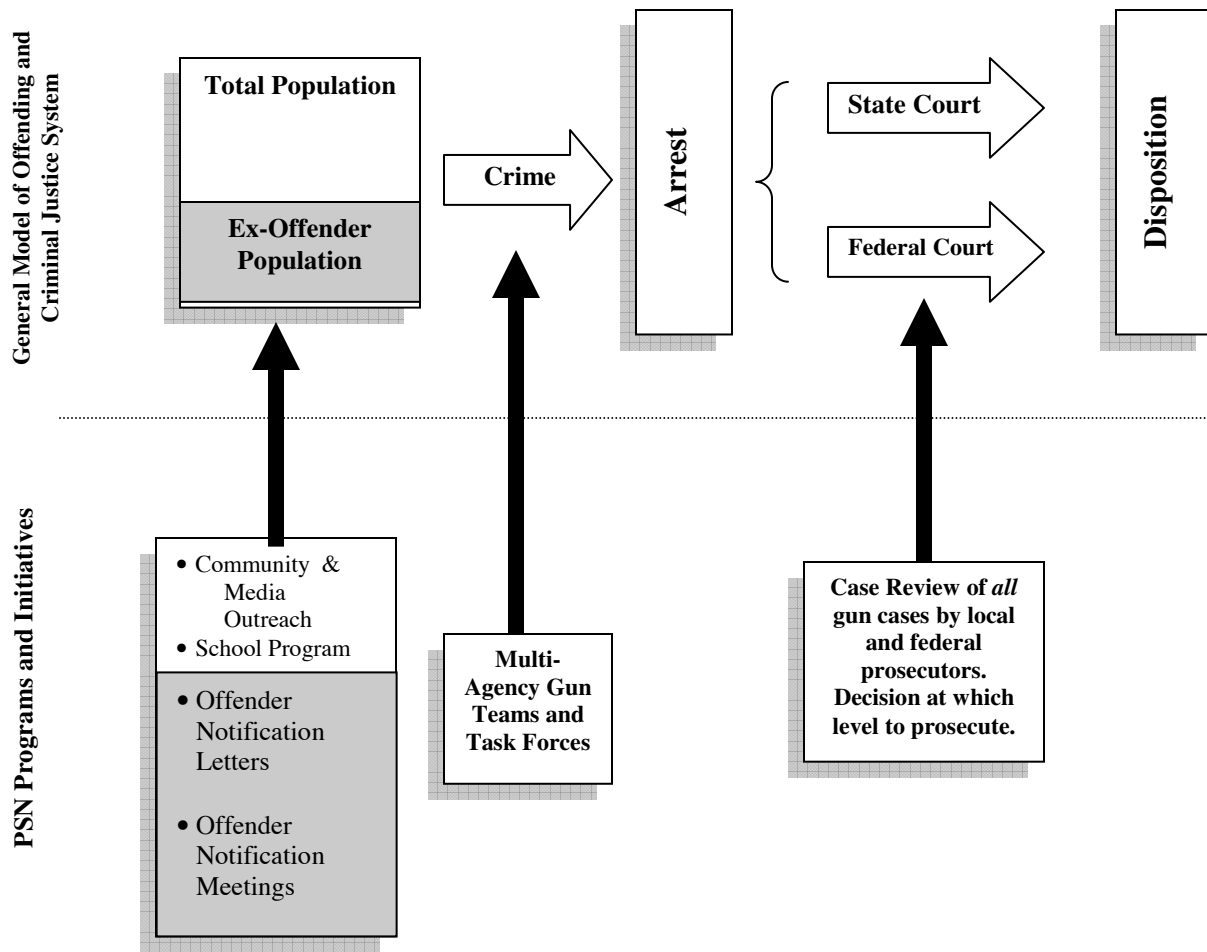 General Model of Offending and
Criminal Justice System
Total Population
Ex-Offender
Population
Crime
Arrest
State Court
Federal Court
Disposition
PSN Programs and Initiatives
• Community &
Media
Outreach
• School Program
• Offender
Notification
Letters
• Offender
Notification
Meetings
Multi-
Agency Gun
Teams and
Task Forces
Case Review of all
gun cases by local
and federal
prosecutors.
Decision at which
level to prosecute.